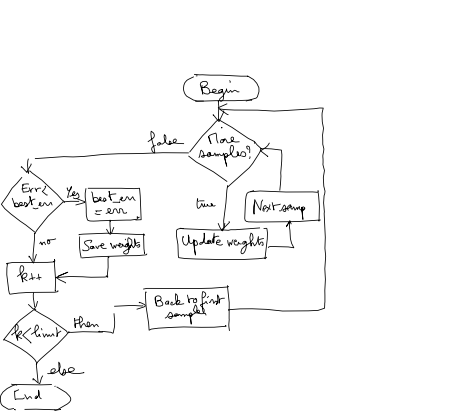 Begin
false
More
samples?
Err<
best_err
Yes
best_err
= err
true
Next samp
no
Save weights
Update weights
k++
Back to first
sample
k<limit
then
else
End